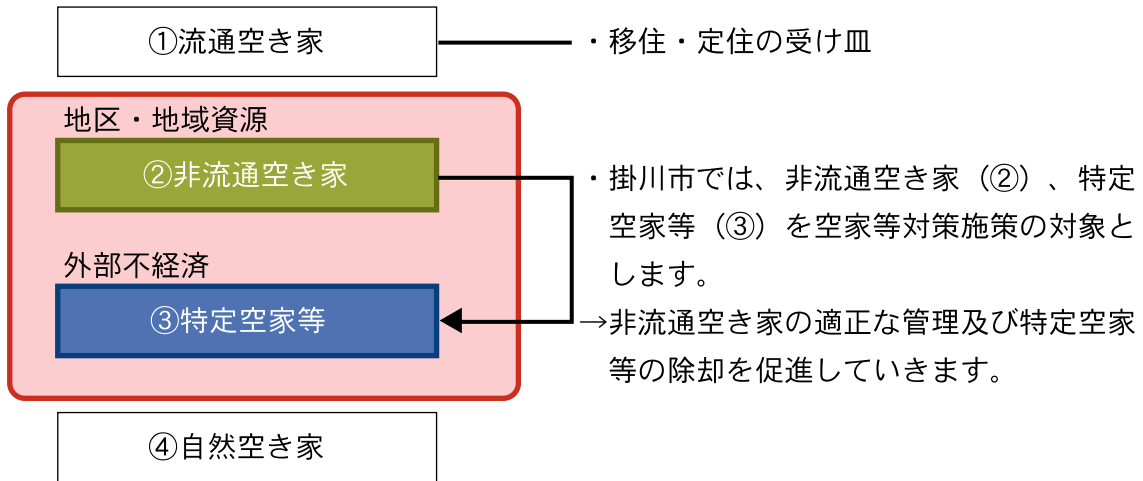 ①流通空き家
・移住・定住の受け皿
地区・地域資源
②非流通空き家
・掛川市では、非流通空き家（②）、特定
空家等（③）を空家等対策施策の対象と
します。
→非流通空き家の適正な管理及び特定空家
等の除却を促進していきます。
外部不経済
③特定空家等
④自然空き家